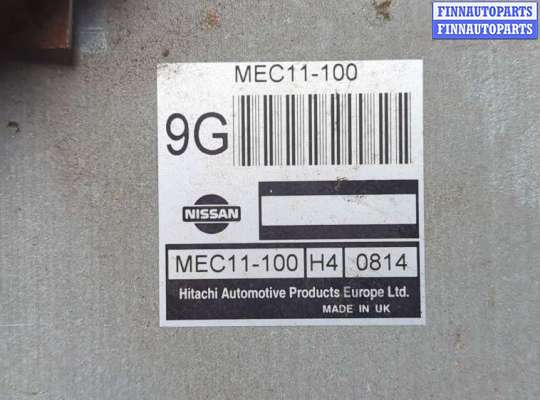 FINNAUTOPARTS
FINNAUTOPARTS
MEC11-100
9G
NISSAN
MEC11-100 H4 0814
Hitachi Automotive Products Europe Ltd.
MADE IN UK